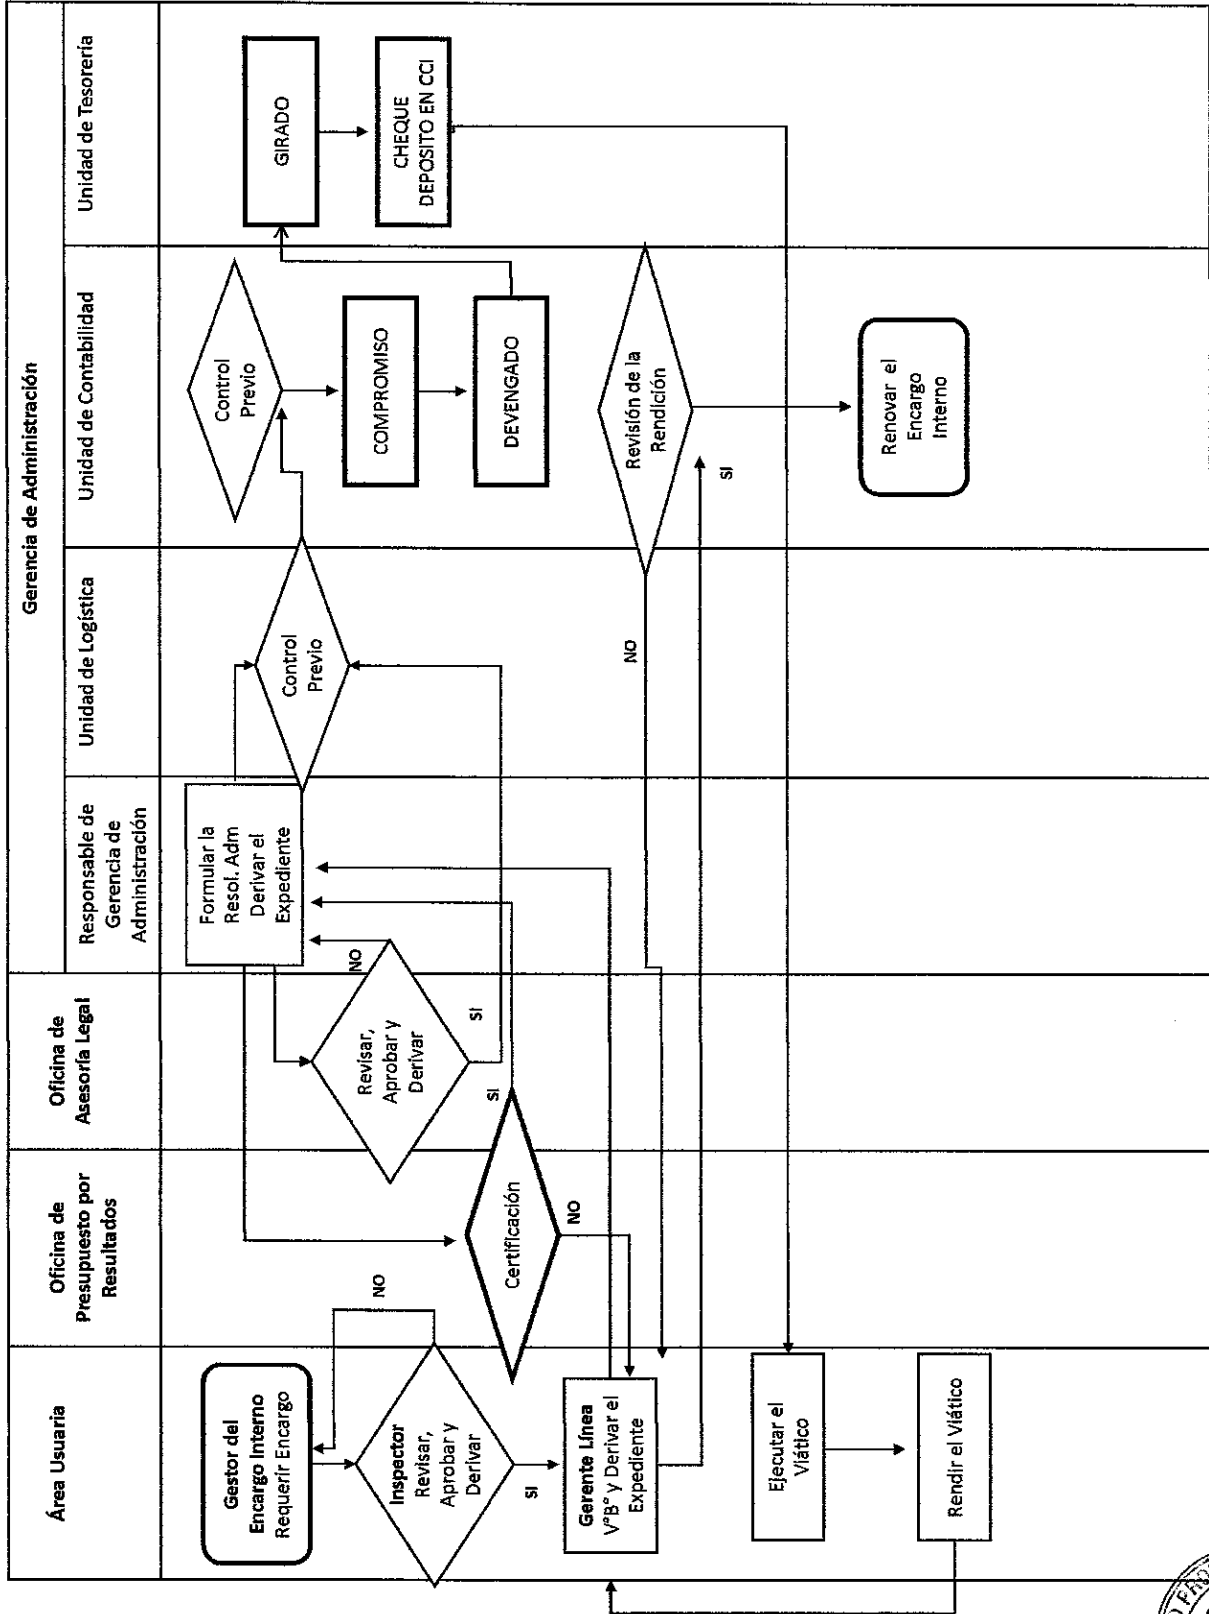 Gerencia de Administración
Área Usuaria
Oficina de
Presupuesto por
Resultados
Oficina de
Asesoría Legal
Responsable de
Gerencia de
Administración
Unidad de Logística
Unidad de Contabilidad
Unidad de Tesorería
Gestor del
Encargo Interno
Requerir Encargo
NO
Inspector
Revisar,
Aprobar y
Derivar
SI
Gerente Línea
V°B° y Derivar el
Expediente
Certificación
NO
SI
Revisar,
Aprobar y
Derivar
NO
SI
Formular la
Resol. Adm
Derivar el
Expediente
Control
Previo
Control
Previo
COMPROMISO
DEVENGADO
GIRADO
CHEQUE
DEPOSITO EN CCI
Revisión de la
Rendición
NO
SI
Renovar el
Encargo
Interno
Ejecutar el
Viático
Rendir el Viático